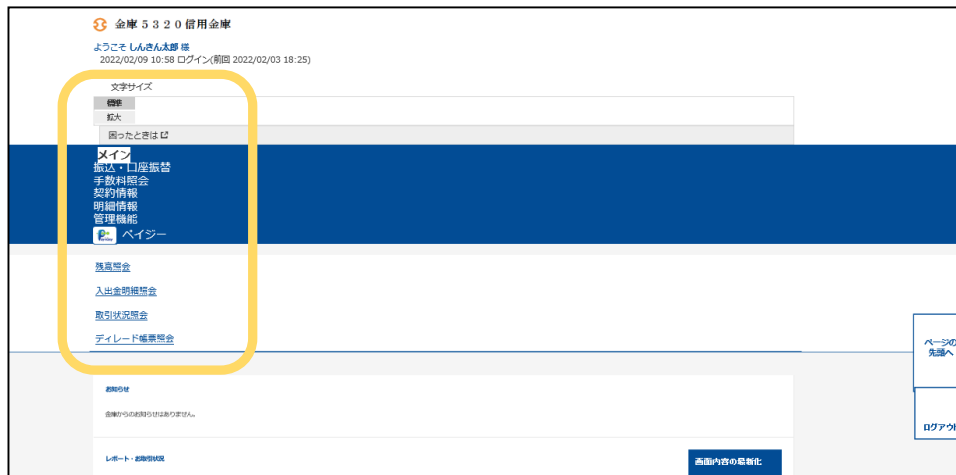 金庫５３２０信用金庫
ようこそ しんきん太郎 様
2022/02/09 10:58 ログイン(前回 2022/02/03 18:25)
文字サイズ
標準
拡大
困ったときは
メイン
振込・口座振替
手数料照会
契約情報
明細情報
管理機能
ペイジー
残高照会
入出金明細照会
取引状況照会
ディレード帳票照会
ページの
先頭へ
お知らせ
金庫からのお知らせはありません。
ログアウト
レポート・お取引状況
画面内容の最新化